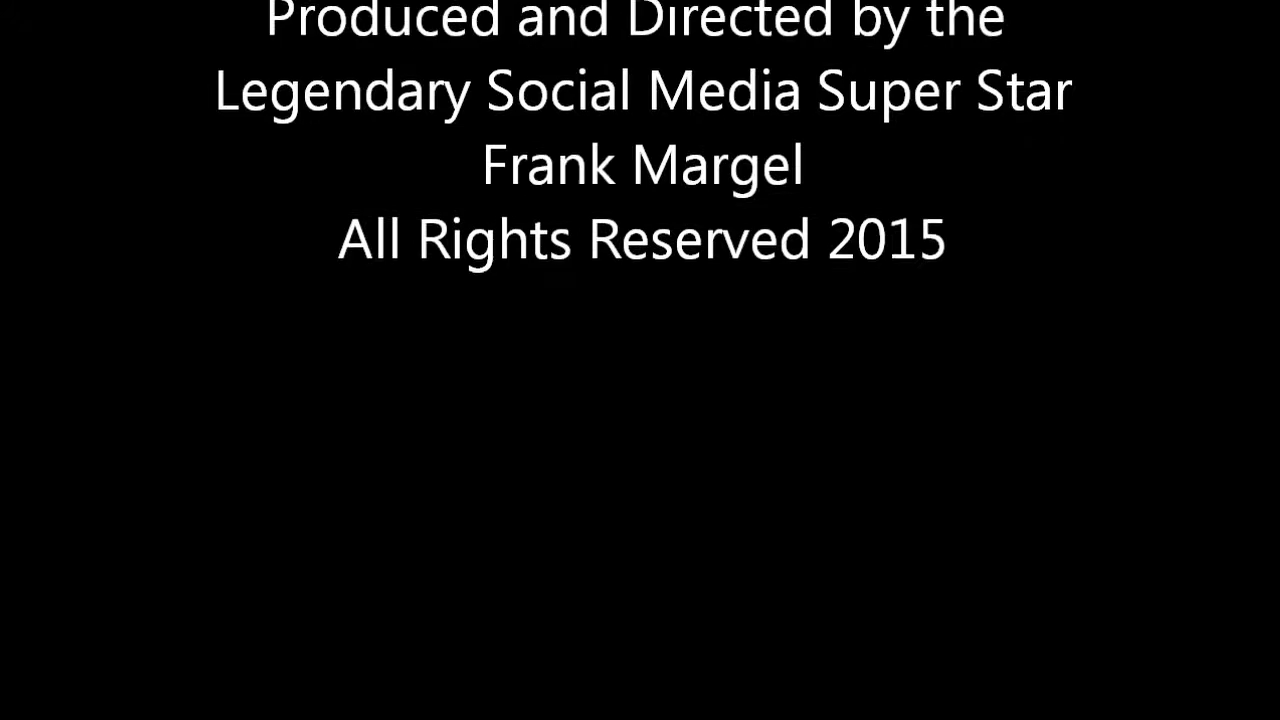 Produced and Directed by the
Legendary Social Media Super Star
Frank Margel
All Rights Reserved 2015